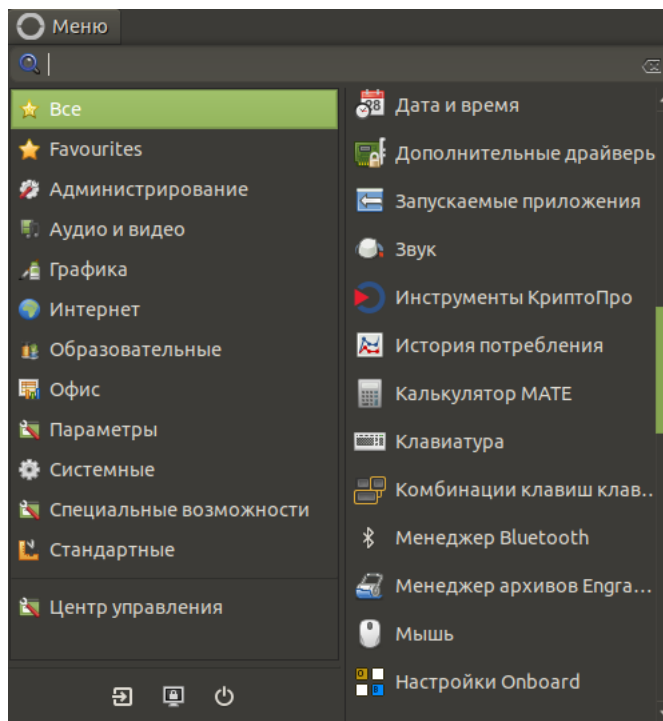 Меню
Все
Favourites
Администрирование
Аудио и видео
Графика
Интернет
Образовательные
Офис
Параметры
Системные
Специальные возможности
Стандартные
Центр управления
Дата и время
Дополнительные драйверь
Запускаемые приложения
Звук
Инструменты КриптоПро
История потребления
Калькулятор MATE
Клавиатура
Комбинации клавиш клав..
Менеджер Bluetooth
Менеджер архивов Engra...
Мышь
Настройки Onboard